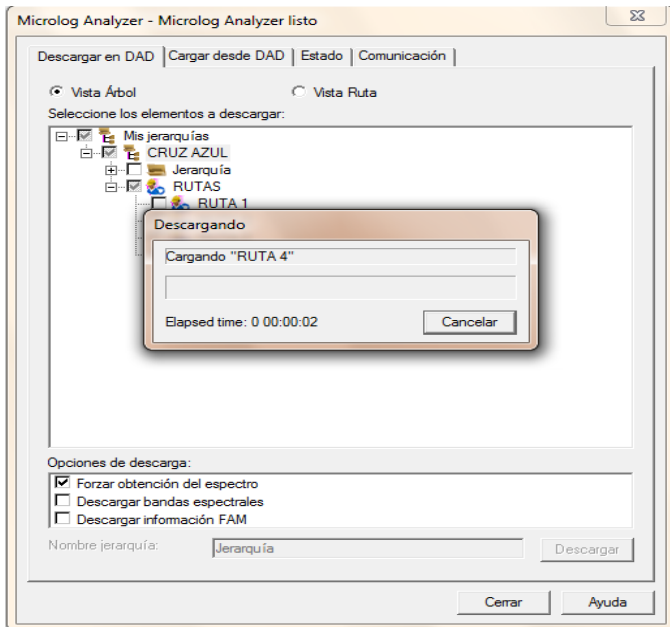 Microlog Analyzer - Microlog Analyzer listo
Descargar en DAD Cargar desde DAD Estado Comunicación
Vista Árbol Vista Ruta
Seleccione los elementos a descargar:
Mis jerarquías
CRUZ AZUL
Jerarquía
RUTAS
RUTA 1
Descargando
Cargando "RUTA 4"
Elapsed time: 0 00:00:02 Cancelar
Opciones de descarga:
Forzar obtención del espectro
Descargar bandas espectrales
Descargar información FAM
Nombre jerarquía: Jerarquía Descargar
Cerrar Ayuda